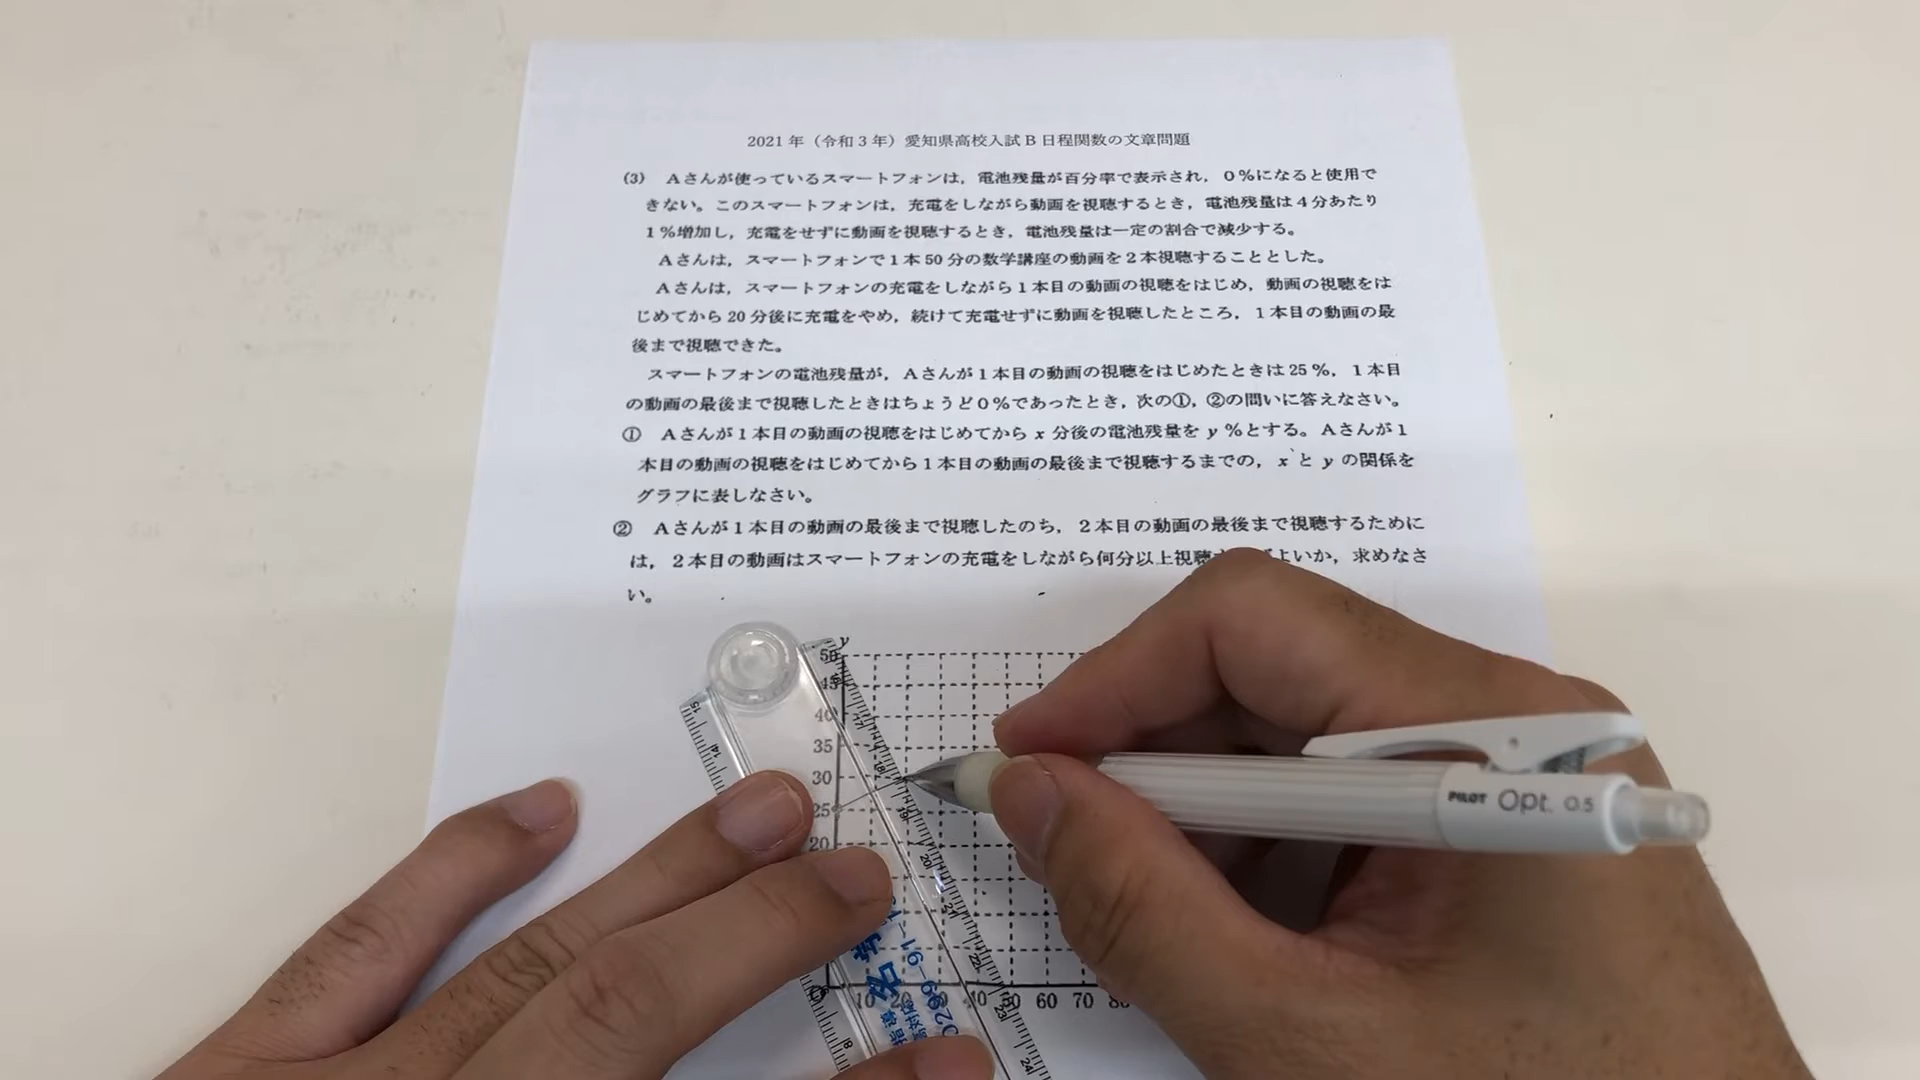 2021 年（令和 3 年）愛知県高校入試 B 日程関数の文章問題
(3)　Aさんが使っているスマートフォンは，電池残量が百分率で表示され，0％になると使用で
きない。このスマートフォンは，充電をしながら動画を視聴するとき，電池残量は4分あたり
1％増加し，充電をせずに動画を視聴するとき，電池残量は一定の割合で減少する。
Aさんは，スマートフォンで1本50分の数学講座の動画を2本視聴することとした。
Aさんは，スマートフォンの充電をしながら1本目の動画の視聴をはじめ，動画の視聴をは
じめてから20分後に充電をやめ，続けて充電せずに動画を視聴したところ，1本目の動画の最
後まで視聴できた。
スマートフォンの電池残量が，Aさんが1本目の動画の視聴をはじめたときは25％，1本目
の動画の最後まで視聴したときはちょうど0％であったとき，次の①，②の問いに答えなさい。
①　Aさんが1本目の動画の視聴をはじめてから x 分後の電池残量を y ％とする。Aさんが1
本目の動画の視聴をはじめてから1本目の動画の最後まで視聴するまでの，x と y の関係を
グラフに表しなさい。
②　Aさんが1本目の動画の最後まで視聴したのち，2本目の動画の最後まで視聴するために
は，2本目の動画はスマートフォンの充電をしながら何分以上視聴 よいか，求めなさ
い。
y
50
45
40
35
30
25
20
10 20 40 50 60 70
15 14 17 18 19 20 21 22 23 24
18
PILOT Opt. 0.5